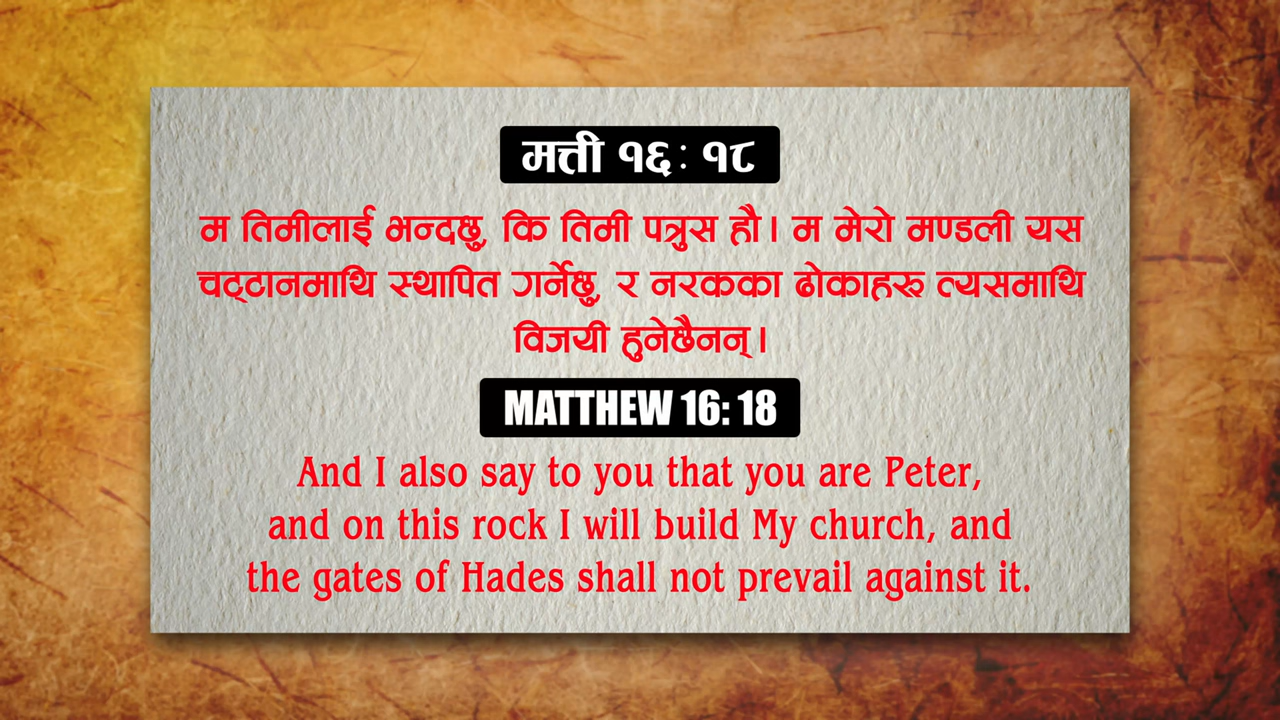 मत्ती १६: १८
म तिमीलाई भन्दछु, कि तिमी पत्रुस हौ। म मेरो मण्डली यस
चट्टानमाथि स्थापित गर्नेछु, र नरकका ढोकाहरू त्यसमाथि
विजयी हुनेछैनन्।
MATTHEW 16: 18
And I also say to you that you are Peter,
and on this rock I will build My church, and
the gates of Hades shall not prevail against it.